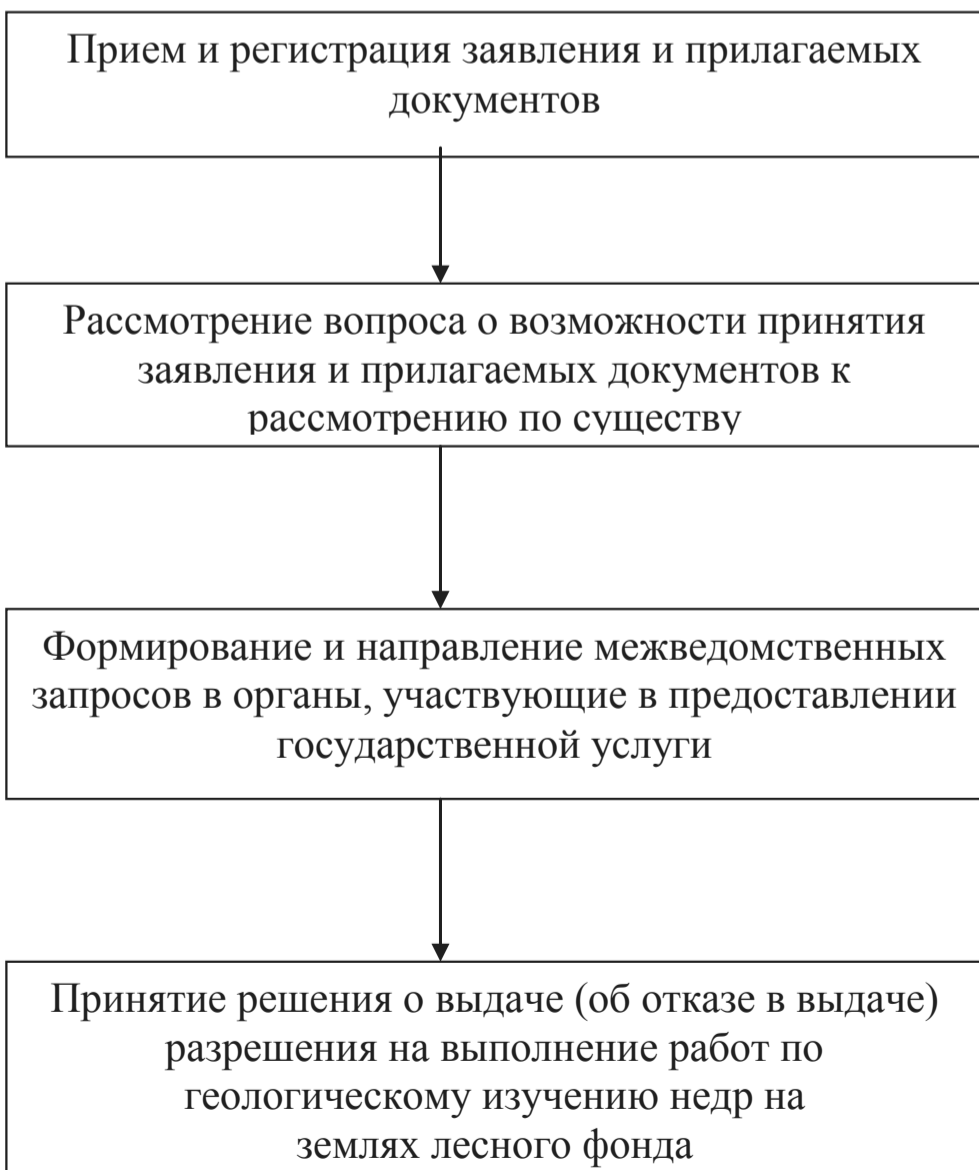 Прием и регистрация заявления и прилагаемых
документов
Рассмотрение вопроса о возможности принятия
заявления и прилагаемых документов к
рассмотрению по существу
Формирование и направление межведомственных
запросов в органы, участвующие в предоставлении
государственной услуги
Принятие решения о выдаче (об отказе в выдаче)
разрешения на выполнение работ по
геологическому изучению недр на
землях лесного фонда